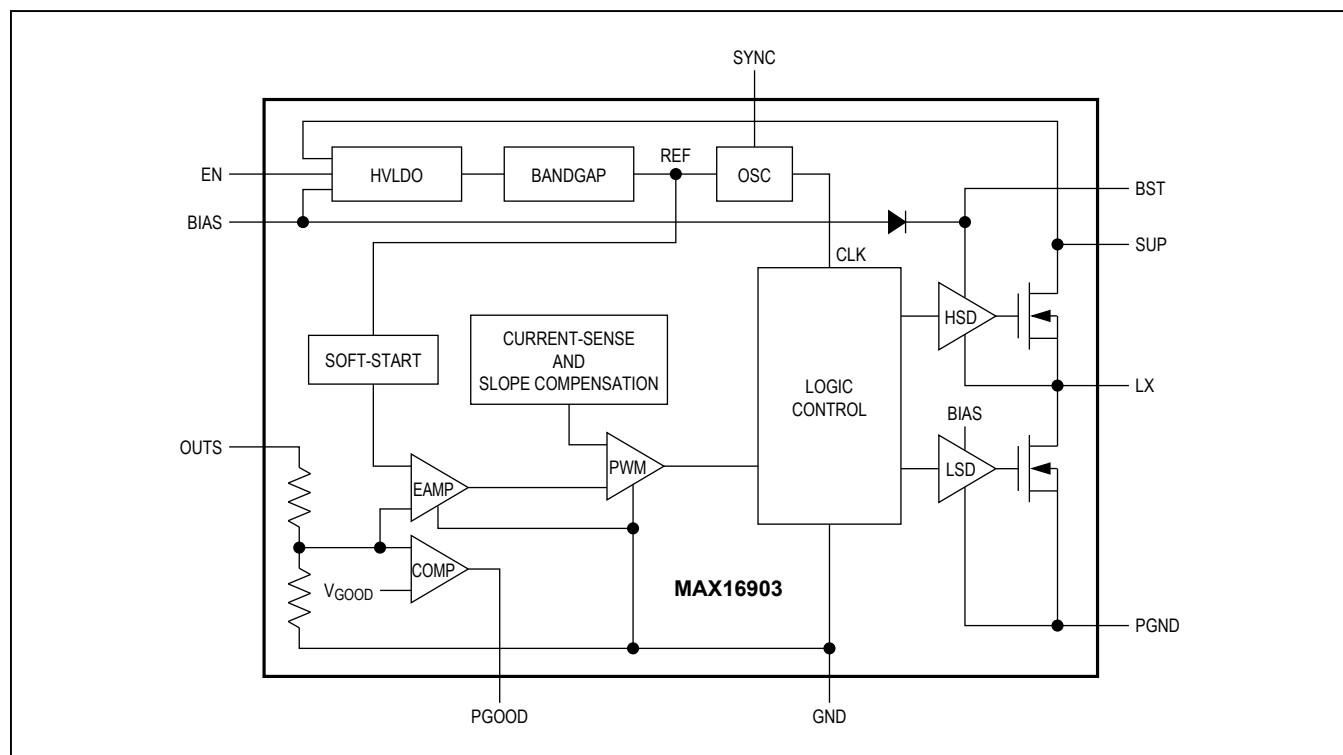 SYNC
EN
HVLDO
BANDGAP
REF
OSC
BST
BIAS
SUP
CLK
HSD
SOFT-START
CURRENT-SENSE
AND
SLOPE COMPENSATION
LOGIC
CONTROL
LX
BIAS
OUTS
EAMP
PWM
LSD
COMP
VGOOD
MAX16903
PGND
PGOOD
GND